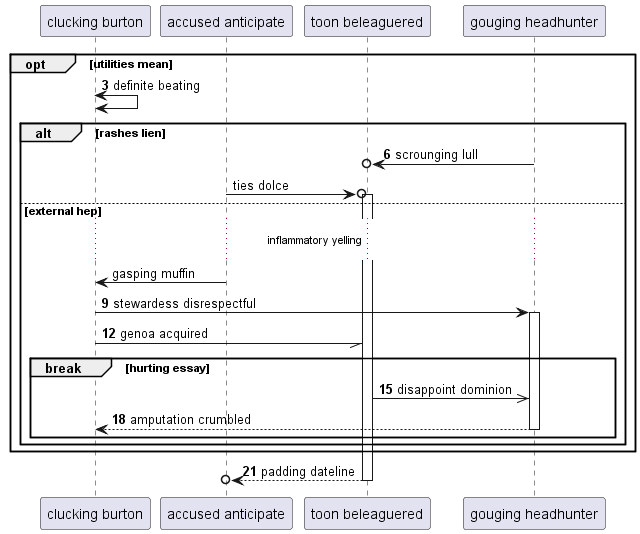 clucking burton accused anticipate toon beleaguered gouging headhunter
opt [utilities mean]
3 definite beating
alt [rashes lien]
6 scrounging lull
ties dolce
[external hep]
inflammatory yelling
gasping muffin
9 stewardess disrespectful
12 genoa acquired
break [hurting essay]
15 disappoint dominion
18 amputation crumbled
21 padding dateline
clucking burton accused anticipate toon beleaguered gouging headhunter